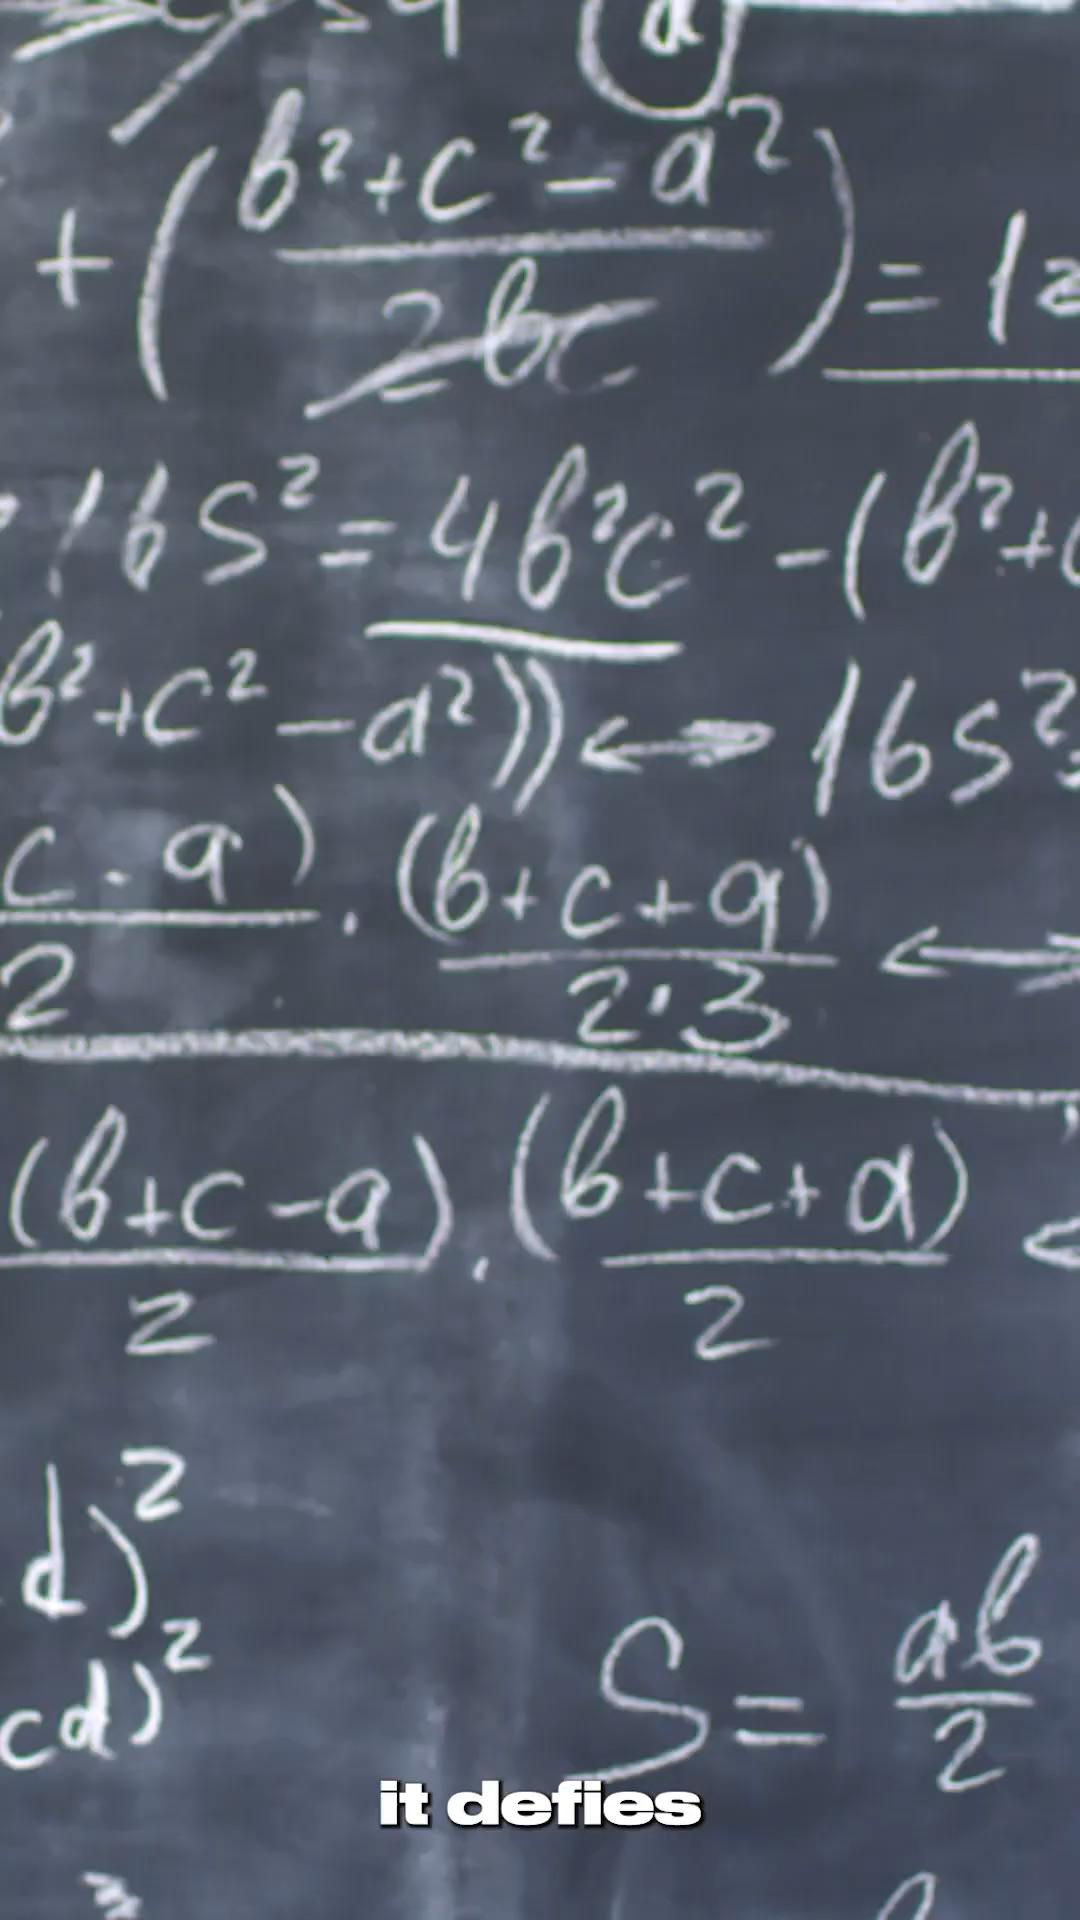 + ( b² + c² - a² / 2bc ) = 1
16S² = 4b²c² - (b² +
b² + c² - a²)) ↔ 16S²
c - a) / 2 · (b + c + a) / 2·3 ↔
(b + c - a) / 2 · (b + c + a) / 2
d)²
cd)²
S = ab / 2
it defies